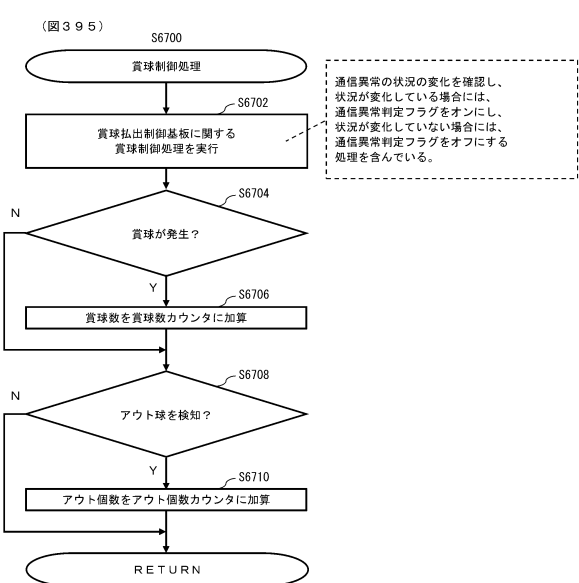 （図３９５）
S6700
賞球制御処理
S6702
賞球払出制御基板に関する
賞球制御処理を実行
通信異常の状況の変化を確認し、
状況が変化している場合には、
通信異常判定フラグをオンにし、
状況が変化していない場合には、
通信異常判定フラグをオフにする
処理を含んでいる。
S6704
N
賞球が発生？
Y
S6706
賞球数を賞球数カウンタに加算
S6708
N
アウト球を検知？
Y
S6710
アウト個数をアウト個数カウンタに加算
ＲＥＴＵＲＮ